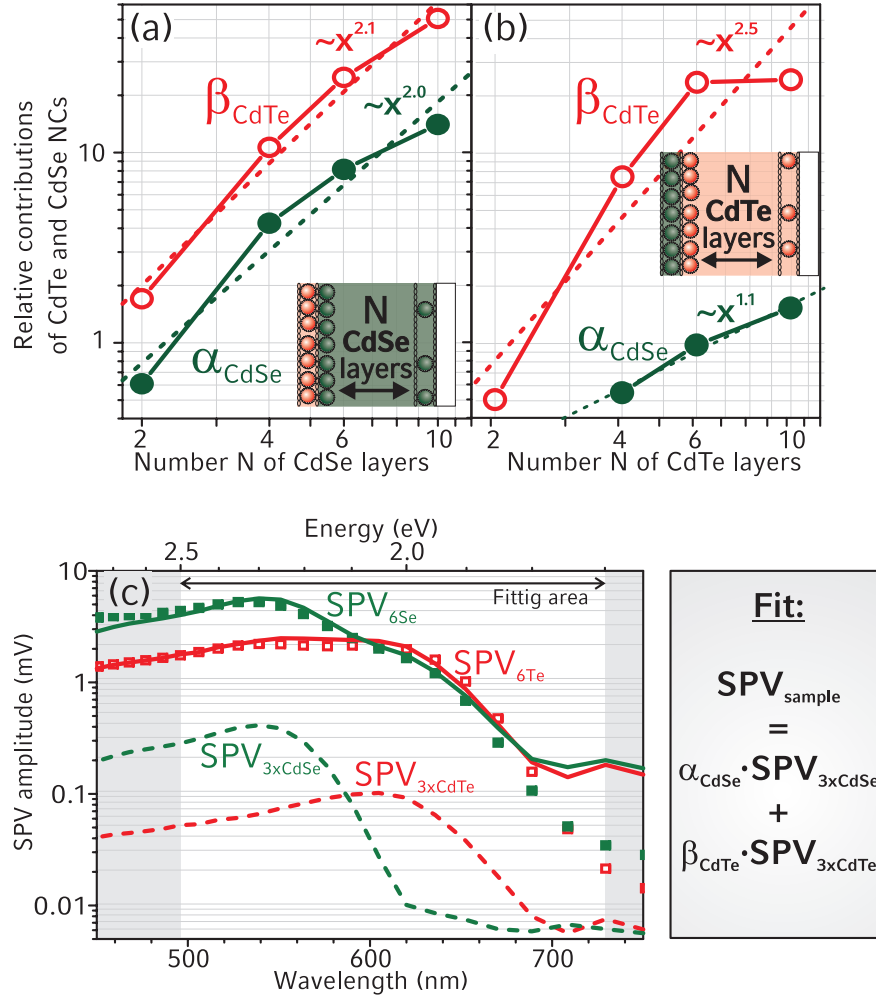 (a)
~x2.1
βCdTe
~x2.0
αCdSe
N
CdSe
layers
10
1
Relative contributions
of CdTe and CdSe NCs
2
4
6
10
Number N of CdSe layers
(b)
~x2.5
βCdTe
N
CdTe
layers
~x1.1
αCdSe
2
4
6
10
Number N of CdTe layers
Energy (eV)
2.5
2.0
(c)
Fittig area
SPV6Se
SPV6Te
SPV3xCdSe
SPV3xCdTe
10
1
0.1
0.01
SPV amplitude (mV)
500
600
700
Wavelength (nm)
Fit:
SPVsample
=
αCdSe·SPV3xCdSe
+
βCdTe·SPV3xCdTe